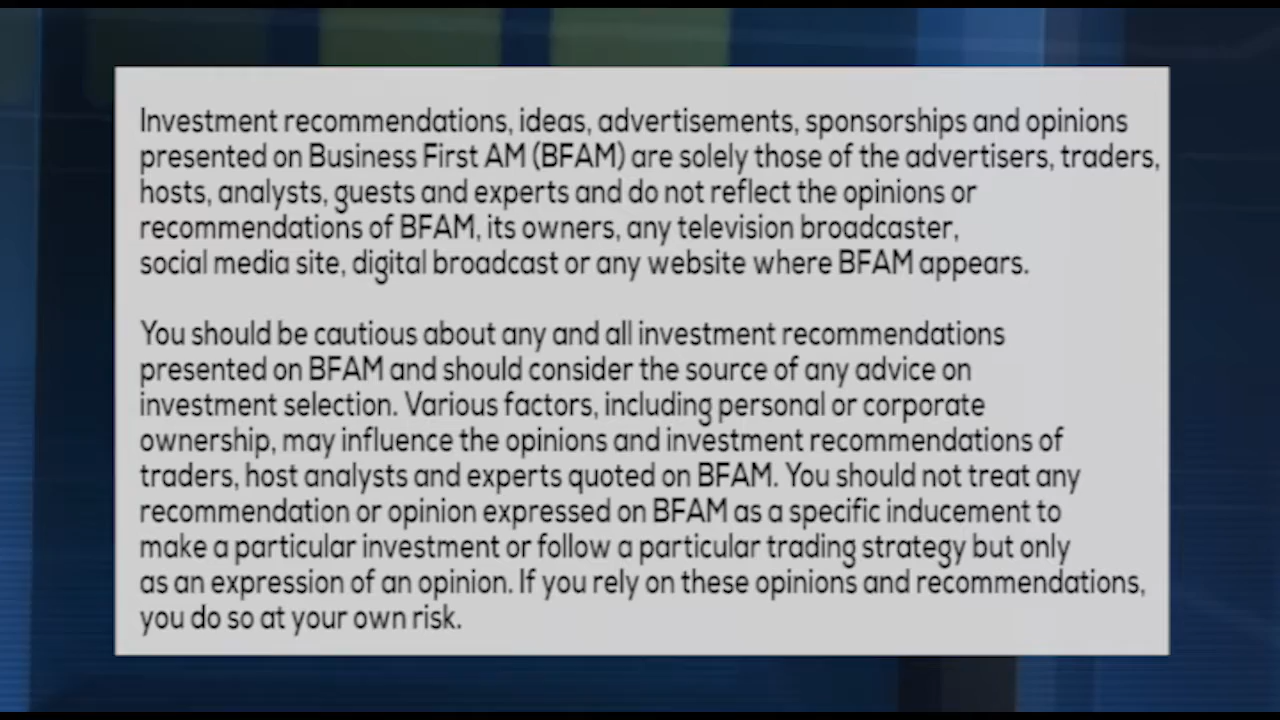 Investment recommendations, ideas, advertisements, sponsorships and opinions
presented on Business First AM (BFAM) are solely those of the advertisers, traders,
hosts, analysts, guests and experts and do not reflect the opinions or
recommendations of BFAM, its owners, any television broadcaster,
social media site, digital broadcast or any website where BFAM appears.
You should be cautious about any and all investment recommendations
presented on BFAM and should consider the source of any advice on
investment selection. Various factors, including personal or corporate
ownership, may influence the opinions and investment recommendations of
traders, host analysts and experts quoted on BFAM. You should not treat any
recommendation or opinion expressed on BFAM as a specific inducement to
make a particular investment or follow a particular trading strategy but only
as an expression of an opinion. If you rely on these opinions and recommendations,
you do so at your own risk.